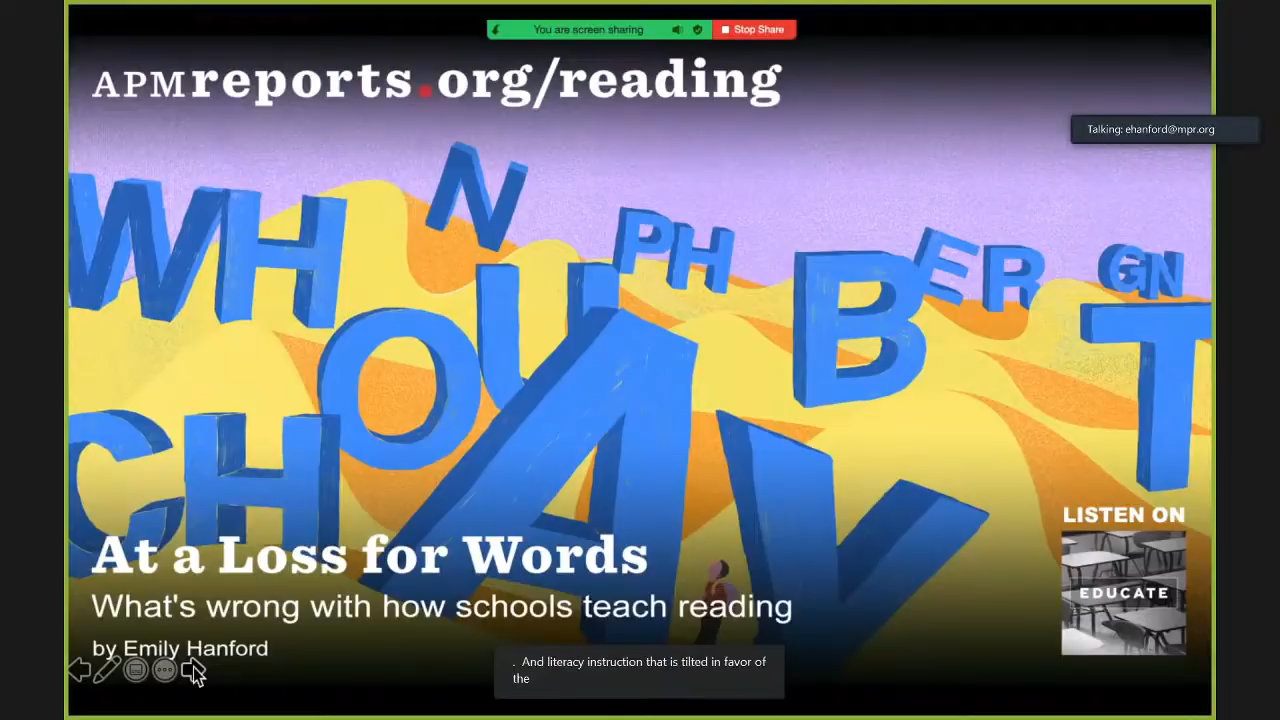 You are screen sharing
Stop Share
APMreports.org/reading
Talking: ehanford@mpr.org
WH
N
PH
B
ER
GN
T
O
U
CH
A
V
LISTEN ON
EDUCATE
At a Loss for Words
What's wrong with how schools teach reading
by Emily Hanford
. And literacy instruction that is tilted in favor of
the